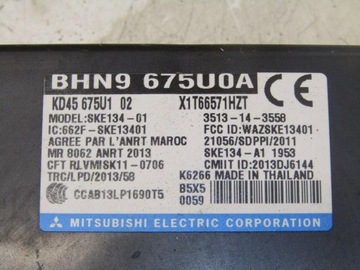 BHN9 675U0A
KD45 675U1 02 X1T66571HZT
MODEL:SKE134-01 3513-14-3558
IC:662F-SKE13401 FCC ID:WAZSKE13401
AGREE PAR L'ANRT MAROC 21056/SDPPI/2011
MR 8062 ANRT 2013 SKE134-A1 1953
CFT RLVMISK11-0706 CMIIT ID:2013DJ6144
TRC/LPD/2013/58 K6266 MADE IN THAILAND
CCAB13LP1690T5 B5X5
0059
MITSUBISHI ELECTRIC CORPORATION